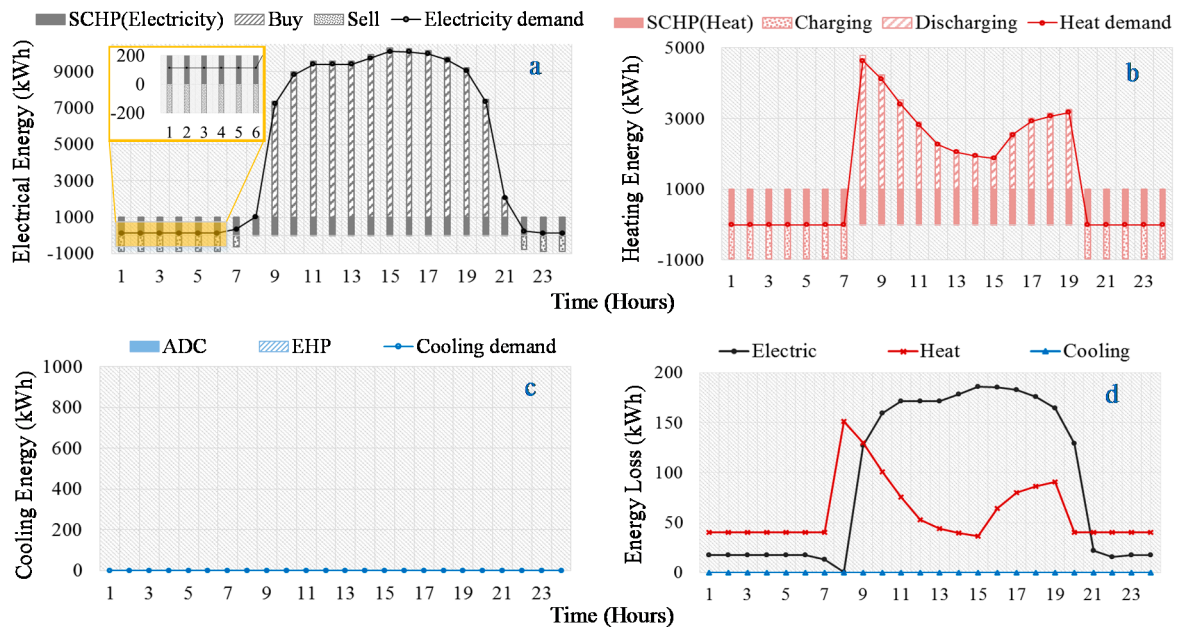 SCHP(Electricity) Buy Sell Electricity demand
Electrical Energy (kWh)
9000
7000
5000
3000
1000
-1000
200
0
-200
1 2 3 4 5 6
a
1 3 5 7 9 11 13 15 17 19 21 23
Time (Hours)
SCHP(Heat) Charging Discharging Heat demand
Heating Energy (kWh)
5000
3000
1000
-1000
b
1 3 5 7 9 11 13 15 17 19 21 23
Time (Hours)
ADC EHP Cooling demand
Cooling Energy (kWh)
1000
800
600
400
200
0
c
1 3 5 7 9 11 13 15 17 19 21 23
Time (Hours)
Electric Heat Cooling
Energy Loss (kWh)
200
150
100
50
0
d
1 3 5 7 9 11 13 15 17 19 21 23
Time (Hours)